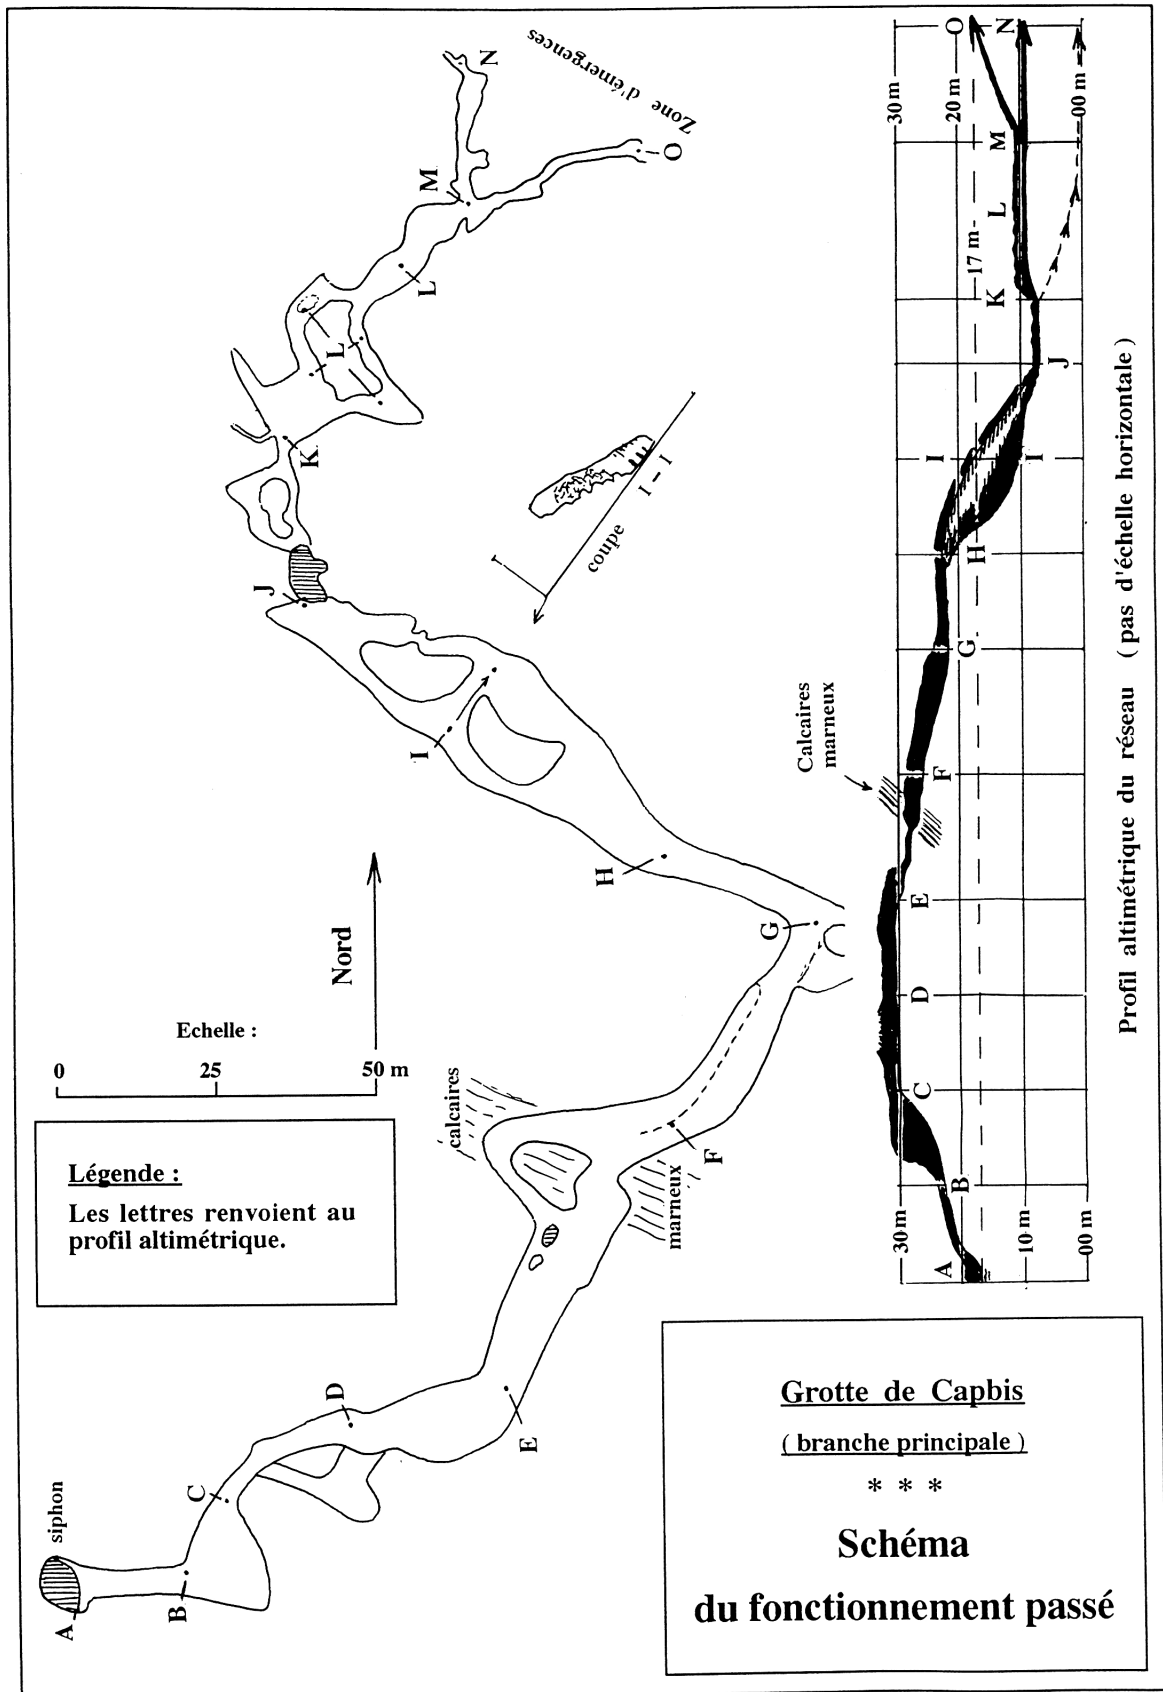 Zone d'émergences
N
O
M
L
L
K
J
I
H
G
F
E
D
C
B
A
siphon
coupe I - I
Nord
Echelle :
0 25 50 m
calcaires
marneux
Légende :
Les lettres renvoient au
profil altimétrique.
Calcaires
marneux
30 m
20 m
17 m
00 m
O
N
M
L
K
J
I
I
H
G
F
E
D
C
B
A
30 m
10 m
00 m
Profil altimétrique du réseau ( pas d'échelle horizontale )
Grotte de Capbis
( branche principale )
* * *
Schéma
du fonctionnement passé